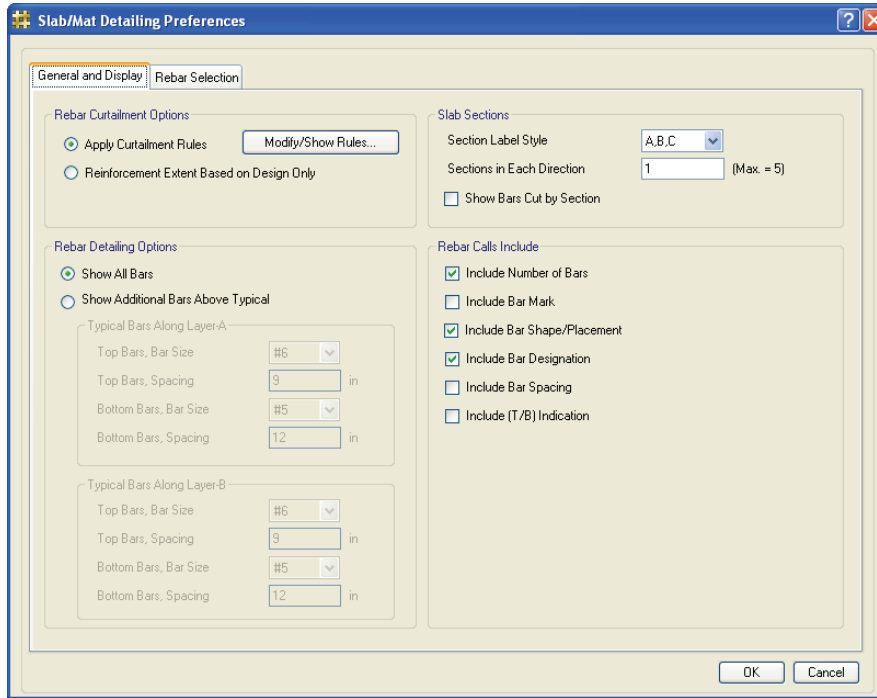 Slab/Mat Detailing Preferences
General and Display
Rebar Selection
Rebar Curtailment Options
Apply Curtailment Rules
Modify/Show Rules...
Reinforcement Extent Based on Design Only
Slab Sections
Section Label Style A,B,C
Sections in Each Direction 1 (Max. = 5)
Show Bars Cut by Section
Rebar Detailing Options
Show All Bars
Show Additional Bars Above Typical
Typical Bars Along Layer-A
Top Bars, Bar Size #6
Top Bars, Spacing 9 in
Bottom Bars, Bar Size #5
Bottom Bars, Spacing 12 in
Typical Bars Along Layer-B
Top Bars, Bar Size #6
Top Bars, Spacing 9 in
Bottom Bars, Bar Size #5
Bottom Bars, Spacing 12 in
Rebar Calls Include
Include Number of Bars
Include Bar Mark
Include Bar Shape/Placement
Include Bar Designation
Include Bar Spacing
Include (T/B) Indication
OK
Cancel